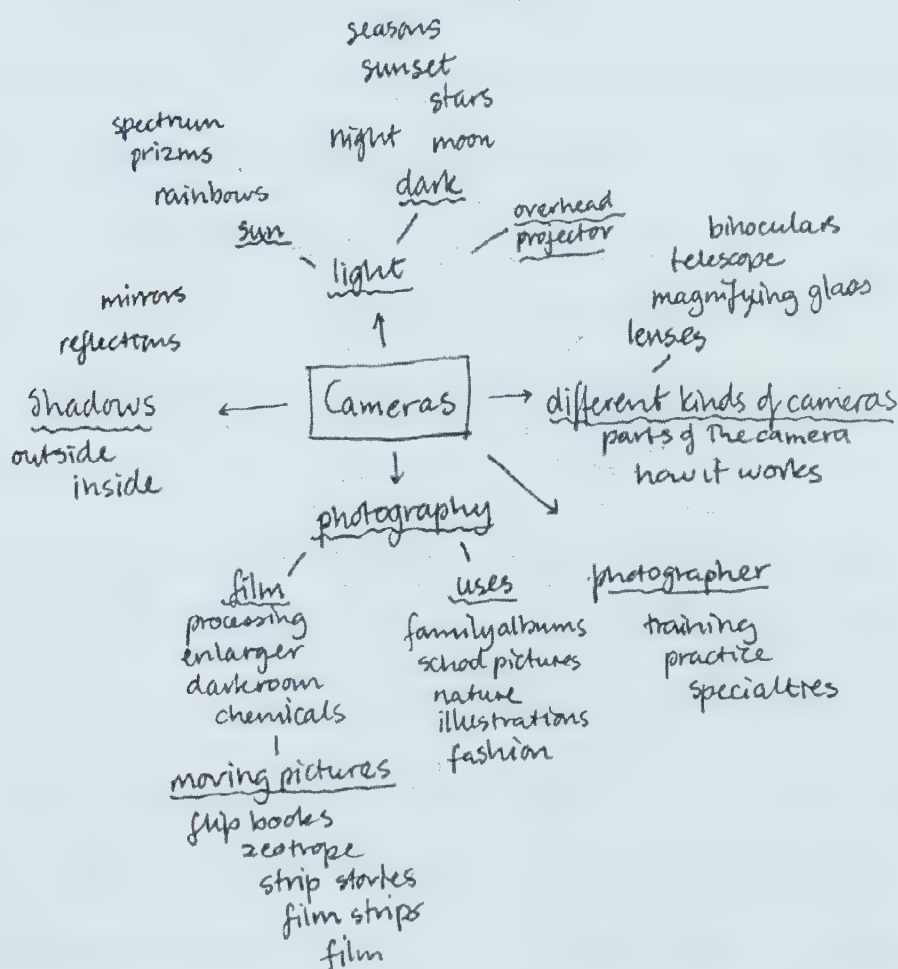 seasons
sunset
stars
night moon
dark
spectrum
prizms
rainbows
sun
overhead
projector
light
mirrors
reflections
Shadows
outside
inside
Cameras
binoculars
telescope
magnifying glass
lenses
different kinds of cameras
parts of The camera
how it works
photography
film
processing
enlarger
darkroom
chemicals
moving pictures
flip books
zeotrope
strip stories
film strips
film
uses
family albums
school pictures
nature
illustrations
fashion
photographer
training
practice
specialties